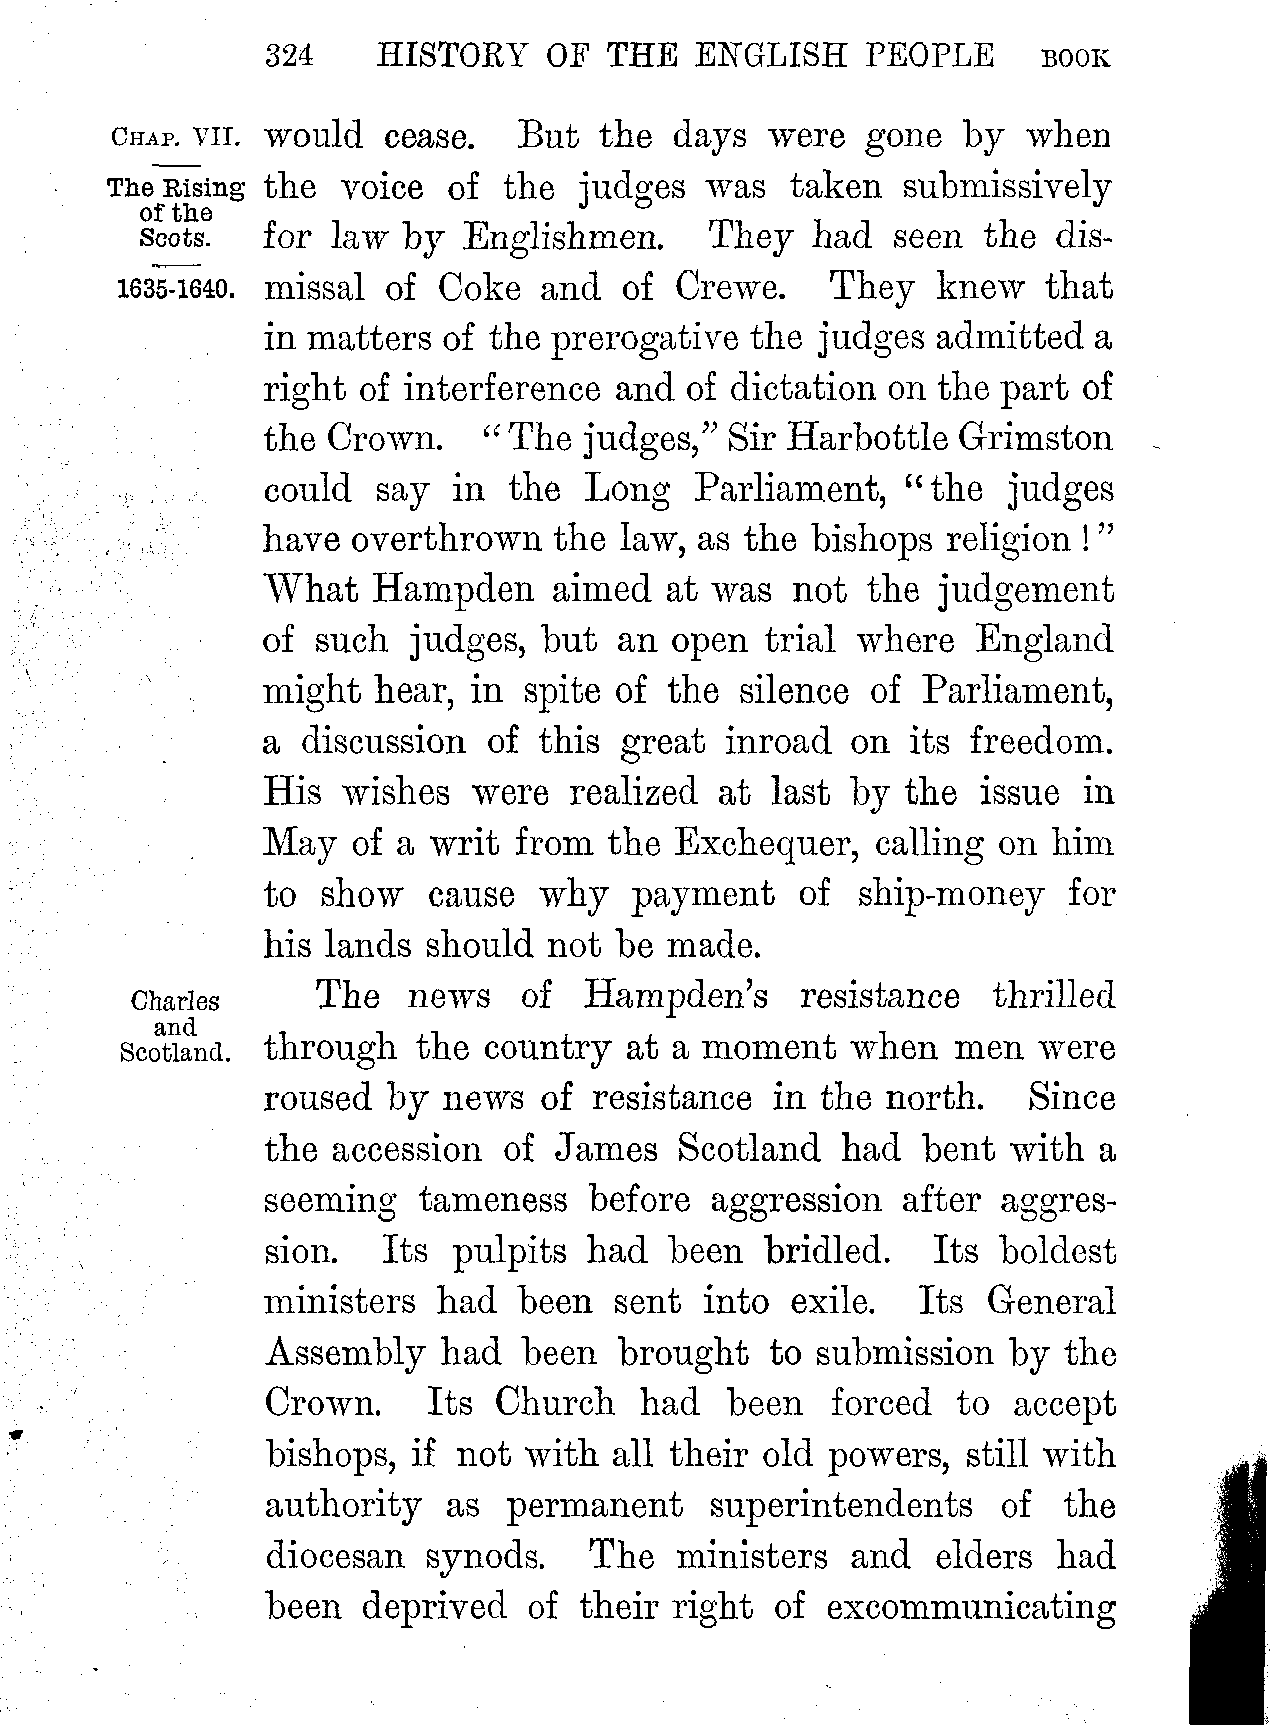 324 HISTORY OF THE ENGLISH PEOPLE BOOK
CHAP. VII.
The Rising
of the
Scots.
1635-1640.
would cease. But the days were gone by when
the voice of the judges was taken submissively
for law by Englishmen. They had seen the dis-
missal of Coke and of Crewe. They knew that
in matters of the prerogative the judges admitted a
right of interference and of dictation on the part of
the Crown. “The judges,” Sir Harbottle Grimston
could say in the Long Parliament, “the judges
have overthrown the law, as the bishops religion!”
What Hampden aimed at was not the judgement
of such judges, but an open trial where England
might hear, in spite of the silence of Parliament,
a discussion of this great inroad on its freedom.
His wishes were realized at last by the issue in
May of a writ from the Exchequer, calling on him
to show cause why payment of ship-money for
his lands should not be made.
Charles
and
Scotland.
The news of Hampden's resistance thrilled
through the country at a moment when men were
roused by news of resistance in the north. Since
the accession of James Scotland had bent with a
seeming tameness before aggression after aggres-
sion. Its pulpits had been bridled. Its boldest
ministers had been sent into exile. Its General
Assembly had been brought to submission by the
Crown. Its Church had been forced to accept
bishops, if not with all their old powers, still with
authority as permanent superintendents of the
diocesan synods. The ministers and elders had
been deprived of their right of excommunicating